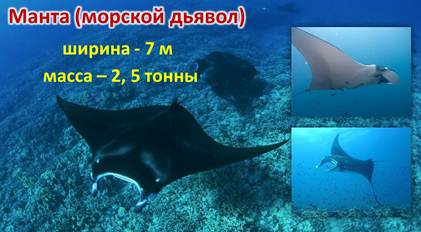 Манта (морской дьявол)
ширина - 7 м
масса – 2, 5 тонны